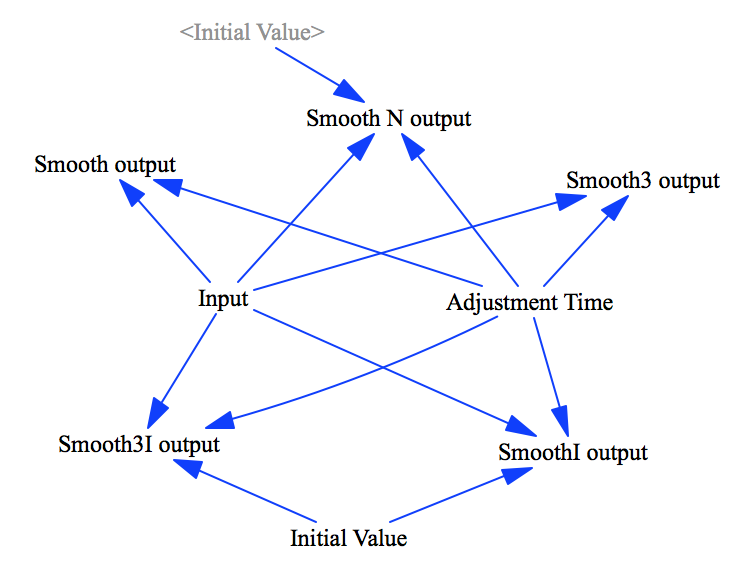 <Initial Value>
Smooth N output
Smooth output
Smooth3 output
Input
Adjustment Time
Smooth3I output
SmoothI output
Initial Value